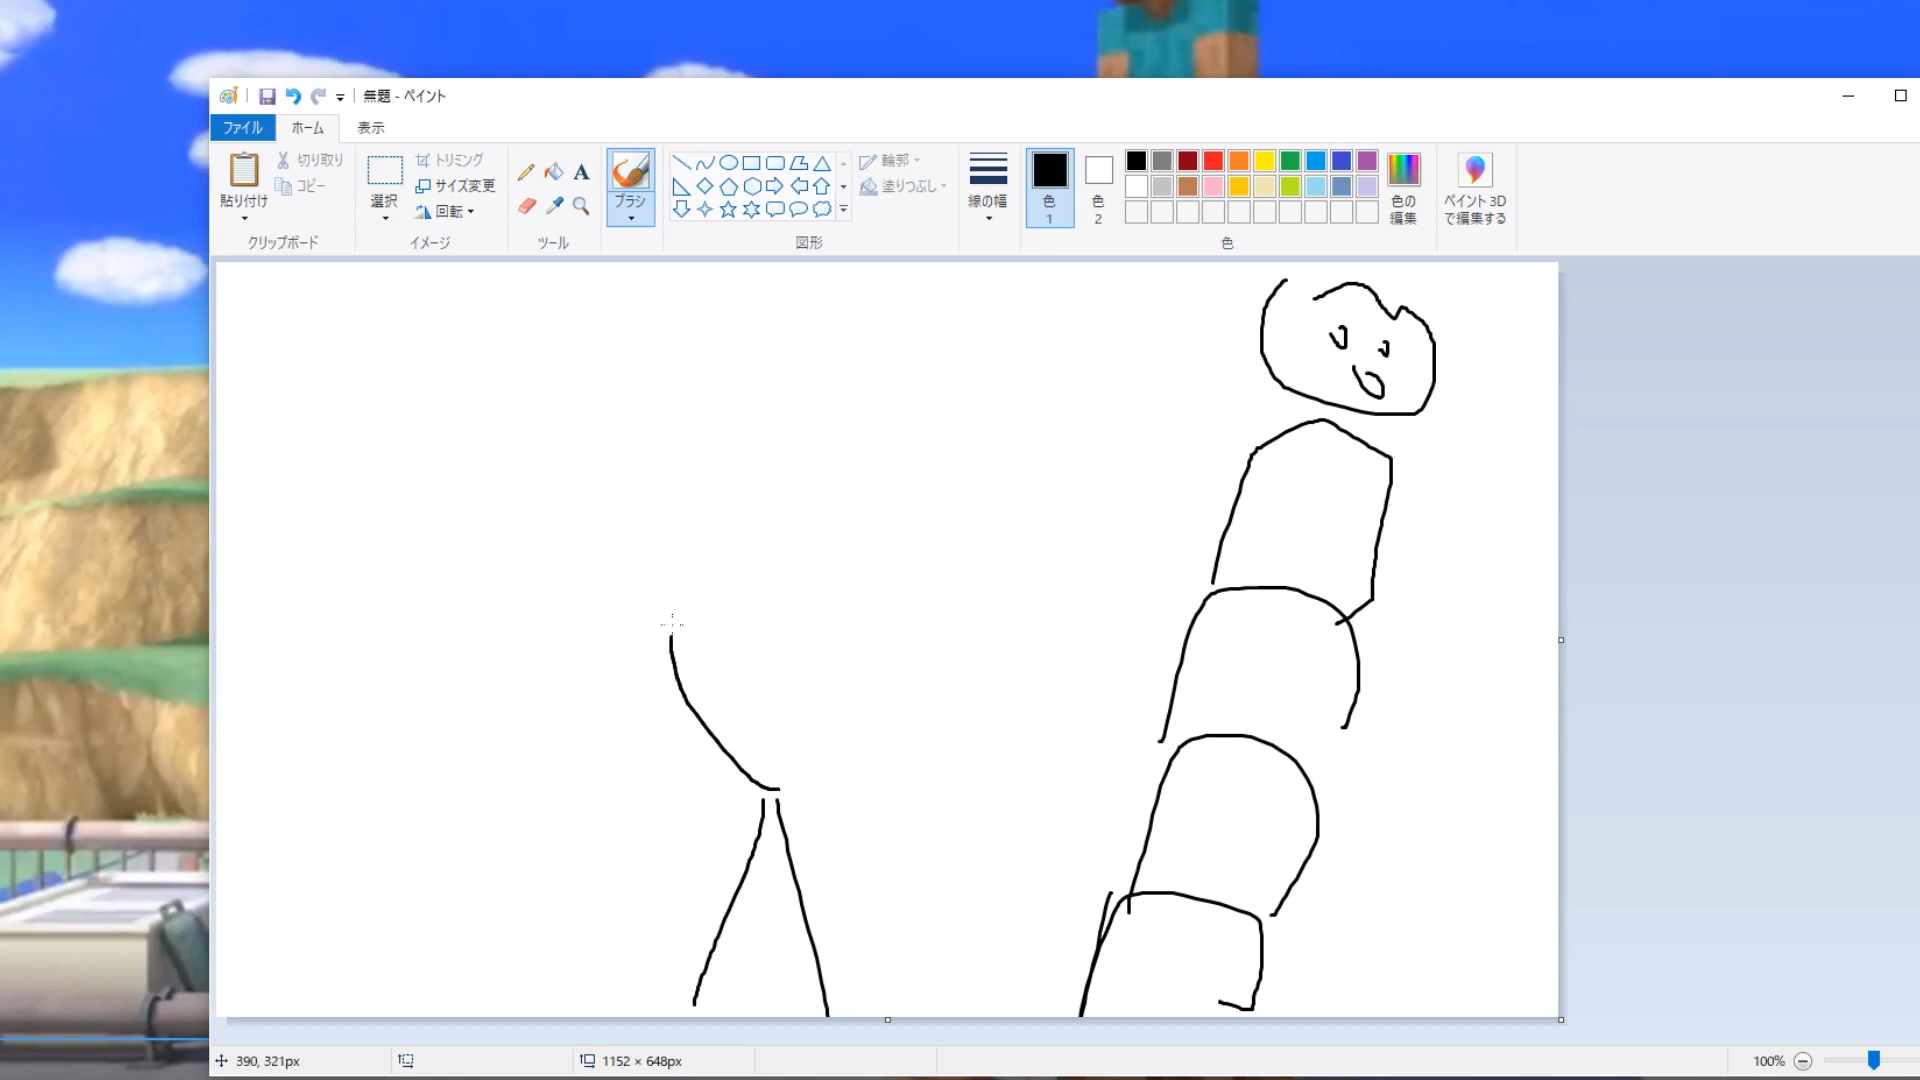 無題 - ペイント
ファイル ホーム 表示
貼り付け 切り取り コピー
クリップボード
選択 トリミング サイズ変更 回転
イメージ
A
ツール
ブラシ
輪郭
塗りつぶし
図形
線の幅
色 1
色 2
色の編集
色
ペイント 3D で編集する
390, 321px
1152 × 648px
100%